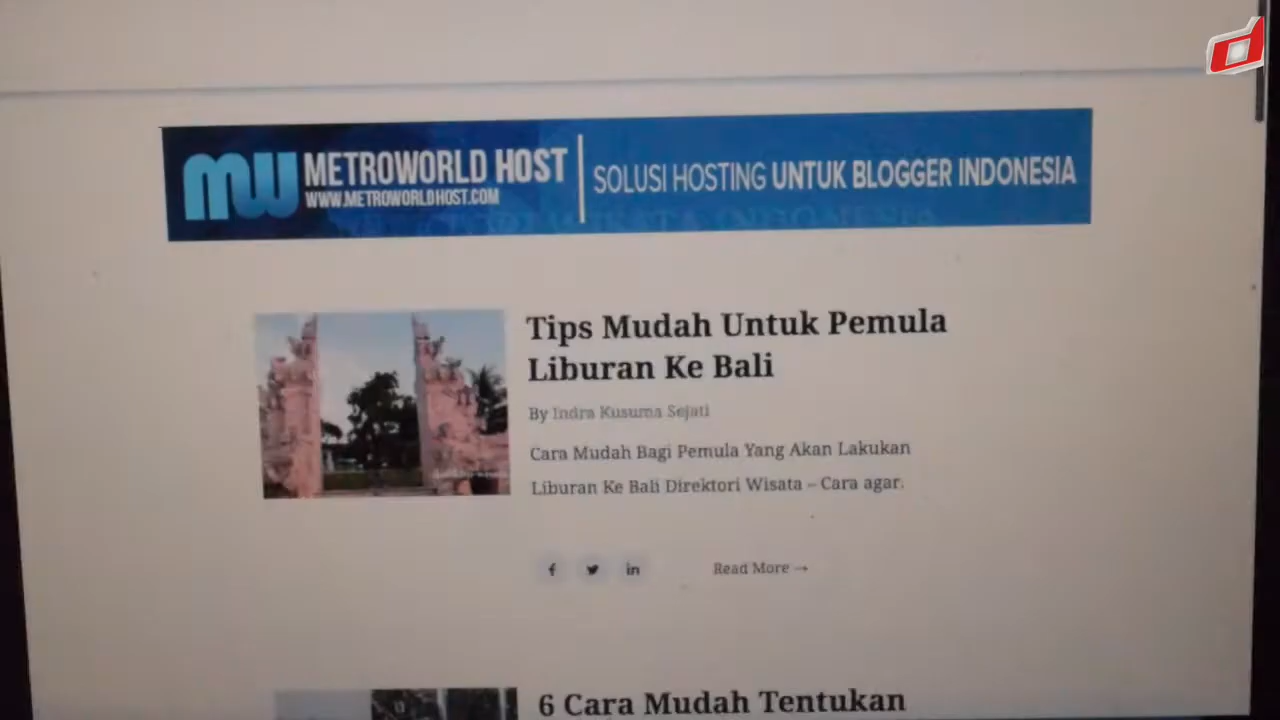 METROWORLD HOST
WWW.METROWORLDHOST.COM
SOLUSI HOSTING UNTUK BLOGGER INDONESIA
Tips Mudah Untuk Pemula
Liburan Ke Bali
By Indra Kusuma Sejati
Cara Mudah Bagi Pemula Yang Akan Lakukan
Liburan Ke Bali Direktori Wisata – Cara agar.
Read More →
6 Cara Mudah Tentukan